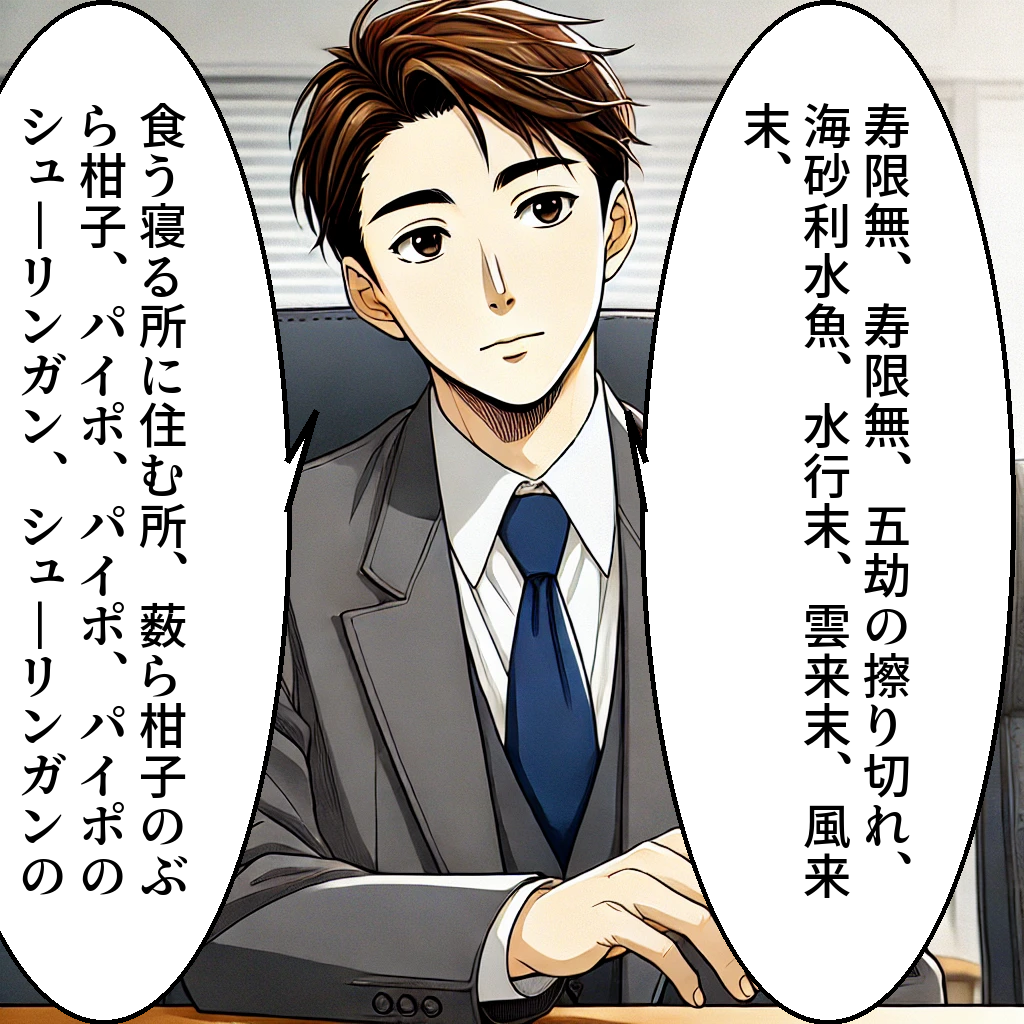 寿限無、寿限無、五劫の擦り切れ、
海砂利水魚、水行末、雲来末、風来
末、
食う寝る所に住む所、薮ら柑子のぶ
ら柑子、パイポ、パイポ、パイポの
シューリンガン、シューリンガンの